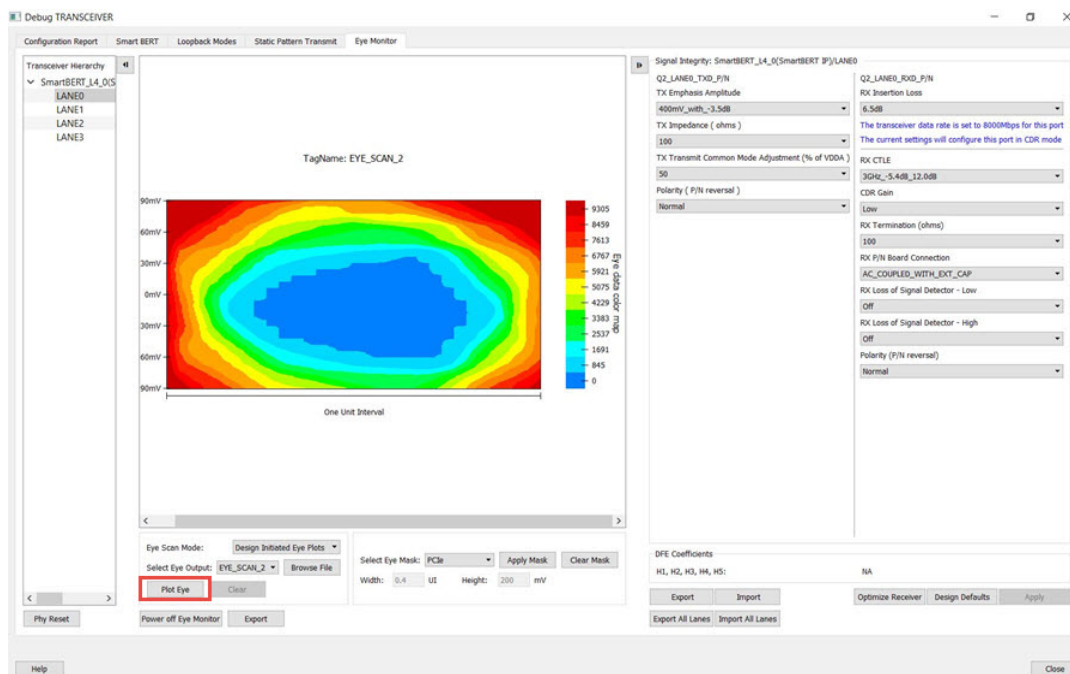 Debug TRANSCEIVER
Configuration Report Smart BERT Loopback Modes Static Pattern Transmit Eye Monitor
Transceiver Hierarchy
SmartBERT_L4_0(S
LANE0
LANE1
LANE2
LANE3
Phy Reset
TagName: EYE_SCAN_2
90mV
60mV
30mV
0mV
30mV
60mV
90mV
One Unit Interval
9305
8459
7613
6767
5921
5075
4229
3383
2537
1691
845
0
Eye data color map
Eye Scan Mode: Design Initiated Eye Plots
Select Eye Output: EYE_SCAN_2 Browse File
Plot Eye Clear
Select Eye Mask: PCIe Apply Mask Clear Mask
Width: 0.4 UI Height: 200 mV
Power off Eye Monitor Export
Signal Integrity: SmartBERT_L4_0(SmartBERT IP)/LANE0
Q2_LANE0_TXD_P/N
TX Emphasis Amplitude
400mV_with_-3.5dB
TX Impedance ( ohms )
100
TX Transmit Common Mode Adjustment (% of VDDA )
50
Polarity ( P/N reversal )
Normal
Q2_LANE0_RXD_P/N
RX Insertion Loss
6.5dB
The transceiver data rate is set to 8000Mbps for this port
The current settings will configure this port in CDR mode
RX CTLE
3GHz_-5.4dB_12.0dB
CDR Gain
Low
RX Termination (ohms)
100
RX P/N Board Connection
AC_COUPLED_WITH_EXT_CAP
RX Loss of Signal Detector - Low
Off
RX Loss of Signal Detector - High
Off
Polarity (P/N reversal)
Normal
DFE Coefficients
H1, H2, H3, H4, H5: NA
Export Import Optimize Receiver Design Defaults Apply
Export All Lanes Import All Lanes
Help Close